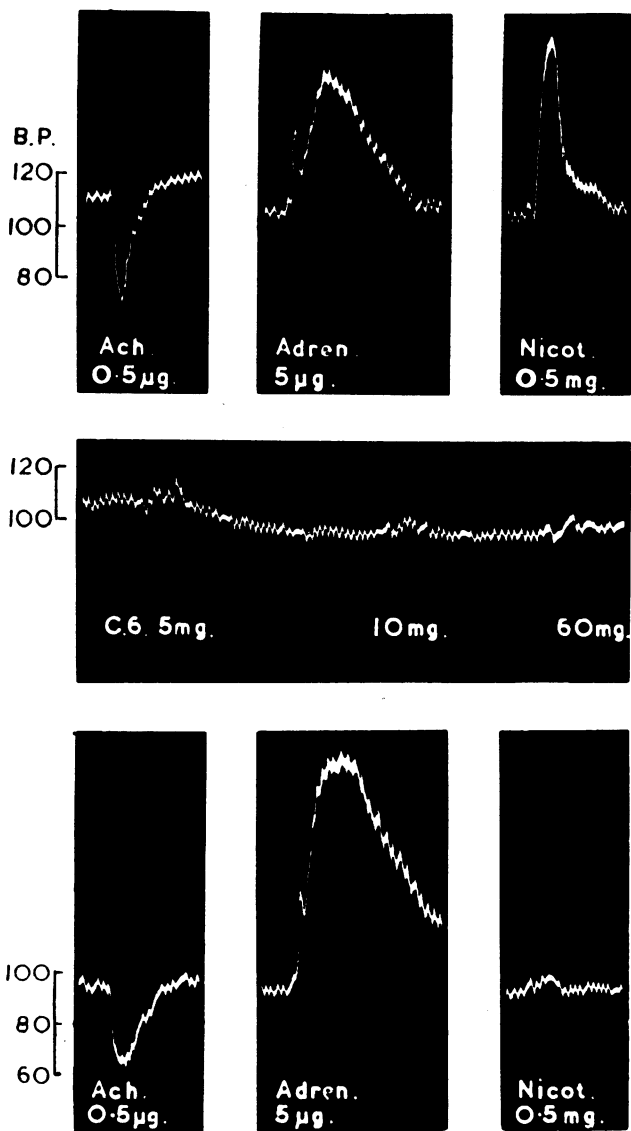 B.P.
120
100
80
Ach.
0·5µg.
Adren.
5µg.
Nicot.
0·5mg.
120
100
C.6. 5mg.
10mg.
60mg.
100
80
60
Ach.
0·5µg.
Adren.
5µg.
Nicot.
0·5mg.